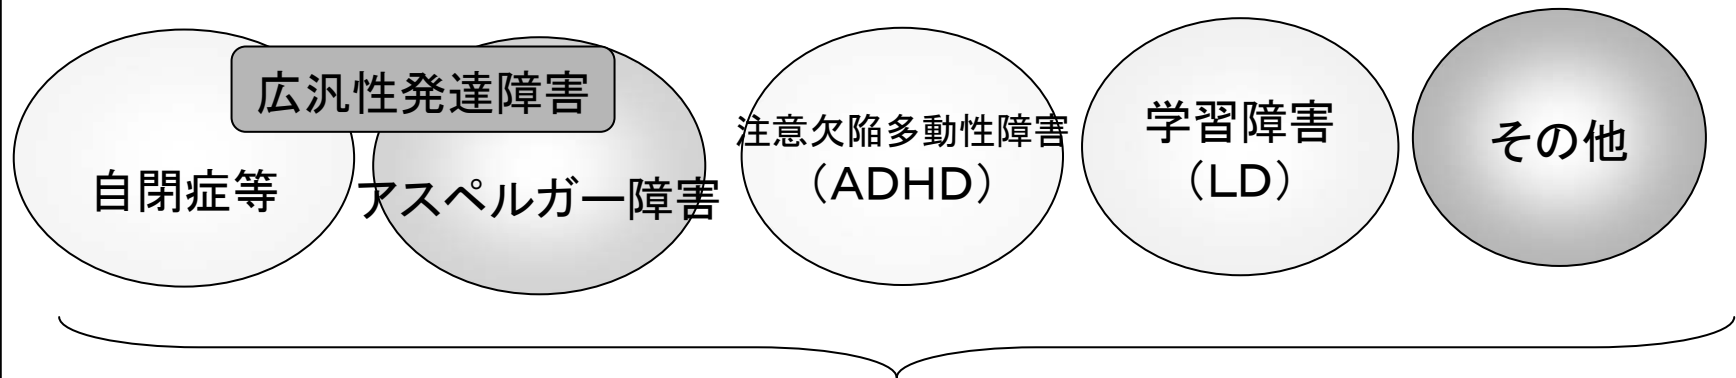 広汎性発達障害
自閉症等
アスペルガー障害
注意欠陥多動性障害
（ADHD）
学習障害
（LD）
その他